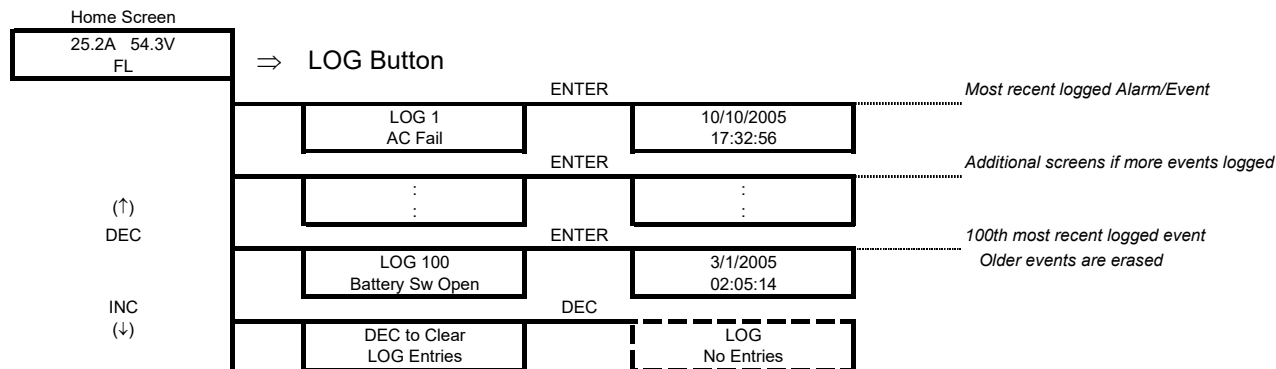 Home Screen
25.2A 54.3V
FL
⇒ LOG Button
ENTER
Most recent logged Alarm/Event
LOG 1
AC Fail
10/10/2005
17:32:56
ENTER
Additional screens if more events logged
:
:
:
:
(↑)
DEC
ENTER
100th most recent logged event
Older events are erased
LOG 100
Battery Sw Open
3/1/2005
02:05:14
INC
(↓)
DEC
DEC to Clear
LOG Entries
LOG
No Entries